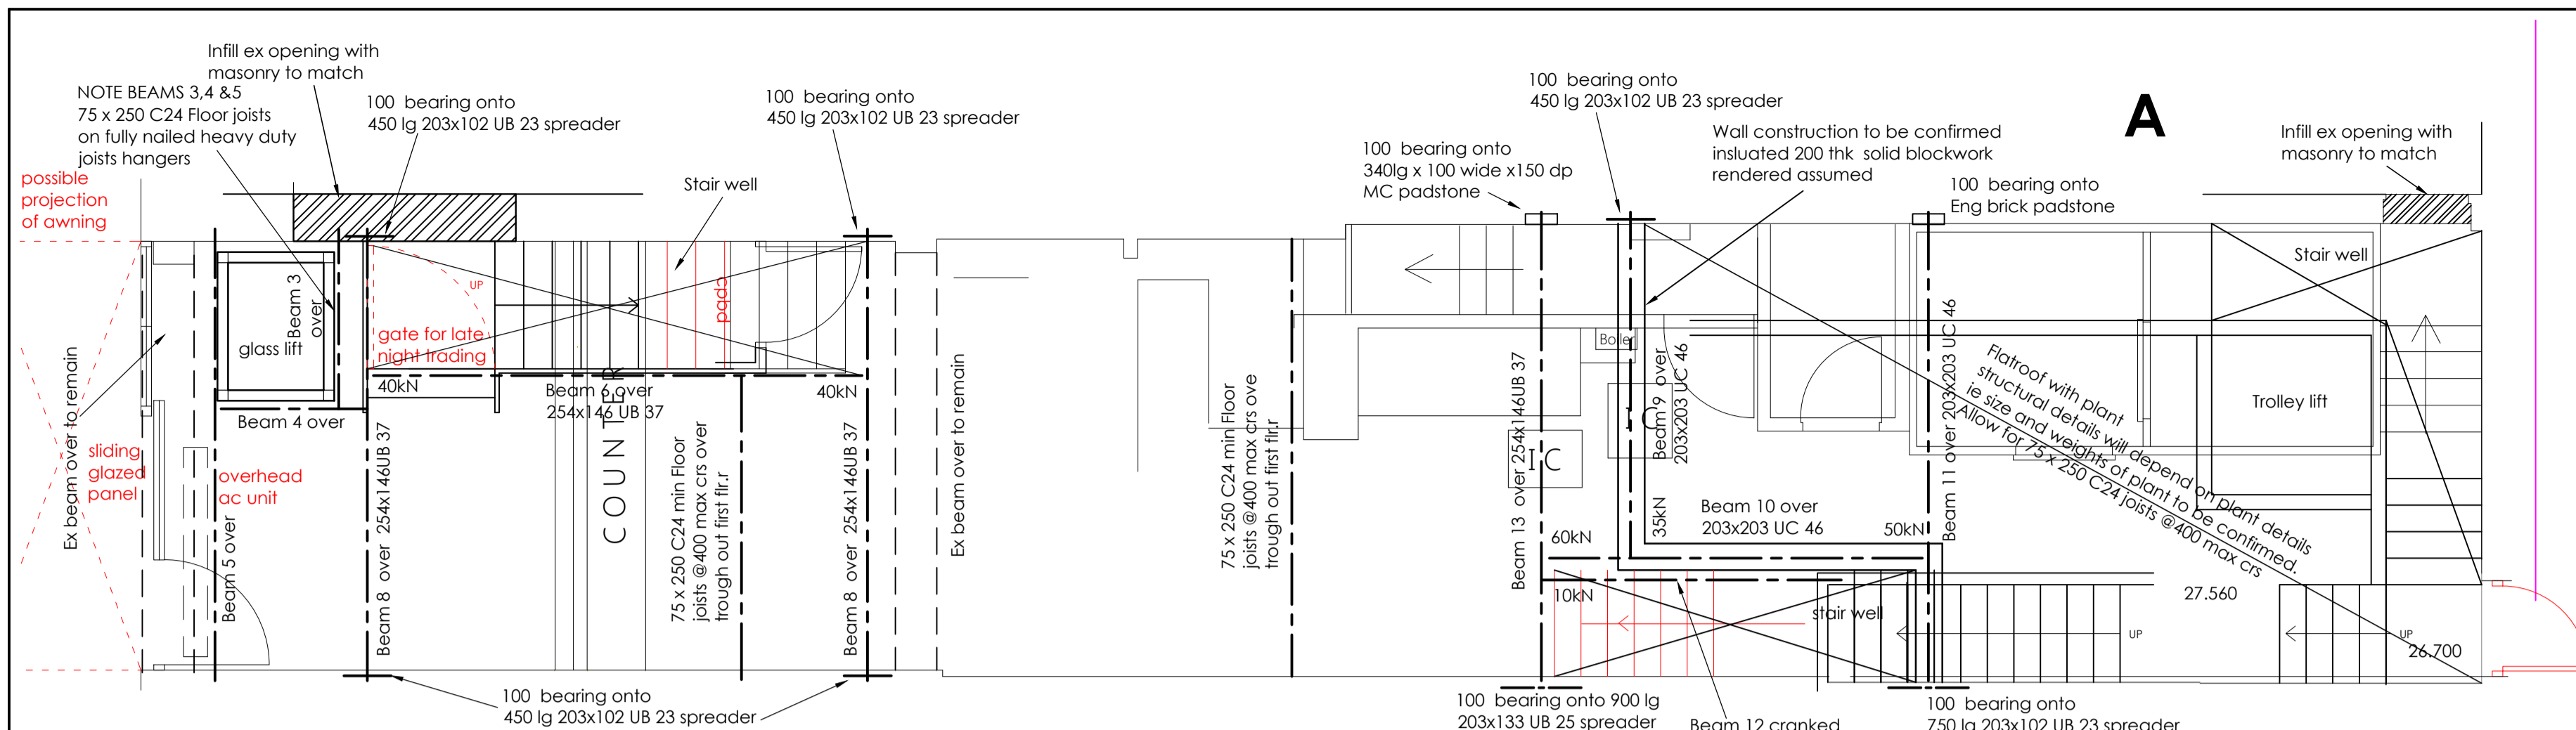 Infill ex opening with
masonry to match
NOTE BEAMS 3,4 &5
75 x 250 C24 Floor joists
on fully nailed heavy duty
joists hangers
100 bearing onto
450 lg 203x102 UB 23 spreader
100 bearing onto
450 lg 203x102 UB 23 spreader
possible
projection
of awning
Stair well
100 bearing onto
340lg x 100 wide x150 dp
MC padstone
100 bearing onto
450 lg 203x102 UB 23 spreader
Wall construction to be confirmed
insluated 200 thk solid blockwork
rendered assumed
A
100 bearing onto
Eng brick padstone
Infill ex opening with
masonry to match
Stair well
Ex beam over to remain
glass lift
Beam 3
over
UP
gate for late
night trading
cpbd
40kN
Beam 6 over
254x146 UB 37
40kN
Beam 4 over
sliding
glazed
panel
overhead
ac unit
Beam 5 over
Beam 8 over 254x146UB 37
COUNTER
75 x 250 C24 min Floor
joists @400 max crs over
trough out first flr.r
Beam 8 over 254x146UB 37
Ex beam over to remain
75 x 250 C24 min Floor
joists @400 max crs ove
trough out first flr.r
Beam 13 over 254x146UB 37
IC
Boiler
IC
Beam 9 over
203x203 UC 46
35kN
60kN
Beam 10 over
203x203 UC 46
50kN
Beam 11 over 203x203 UC 46
Flatroof with plant
structural details will depend on plant details
ie size and weights of plant to be confirmed.
Allow for 75 x 250 C24 joists @400 max crs
Trolley lift
10kN
stair well
UP
27.560
UP
26.700
100 bearing onto
450 lg 203x102 UB 23 spreader
100 bearing onto 900 lg
203x133 UB 25 spreader
Beam 12 cranked
100 bearing onto
750 lg 203x102 UB 23 spreader